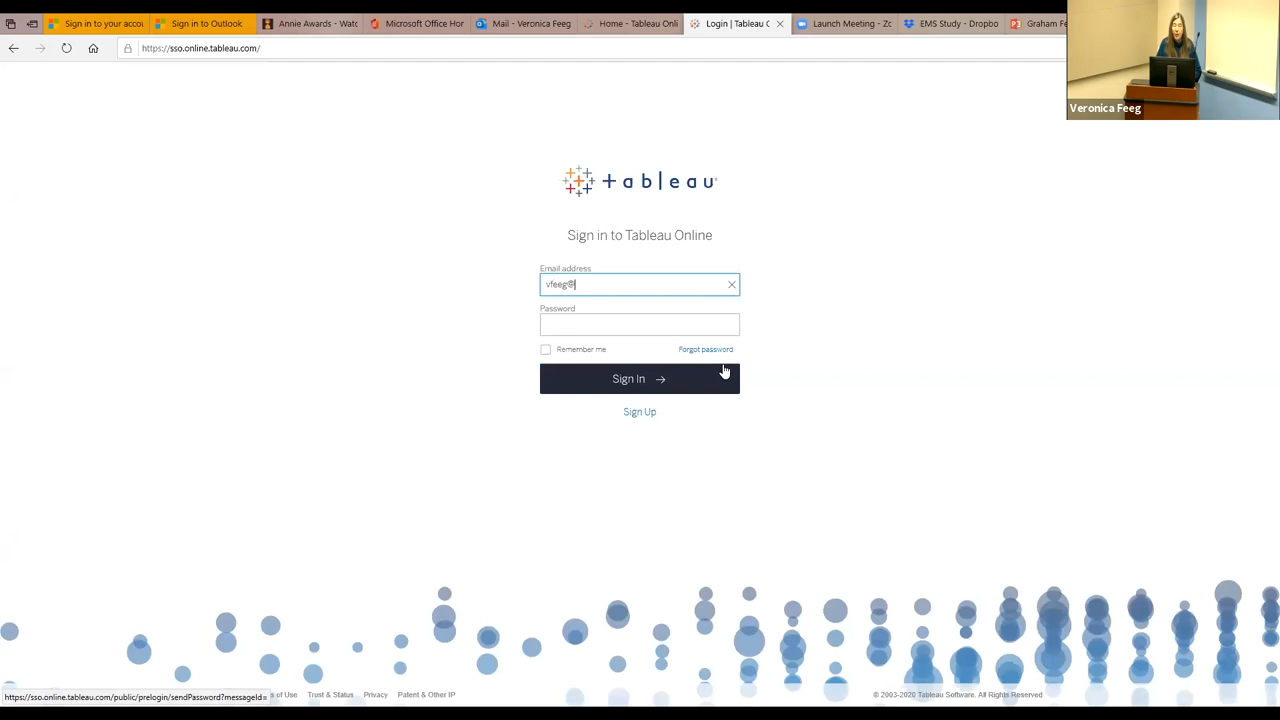 Sign in to your accou
Sign in to Outlook
Annie Awards - Watc
Microsoft Office Hor
Mail - Veronica Feeg
Home - Tableau Onli
Login | Tableau C
Launch Meeting - Zo
EMS Study - Dropbo
Graham Fe
https://sso.online.tableau.com/
Veronica Feeg
+ableau
Sign in to Tableau Online
Email address
vfeeg@
Password
Remember me
Forgot password
Sign In
Sign Up
https://sso.online.tableau.com/public/prelogin/sendPassword?messageId=
s of Use
Trust & Status
Privacy
Patent & Other IP
© 2003-2020 Tableau Software. All Rights Reserved